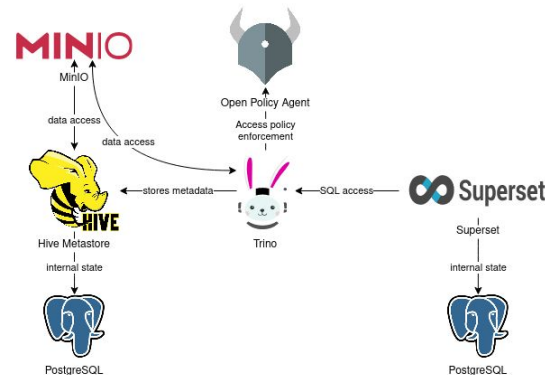 MINIO
MinIO
Open Policy Agent
data access
data access
Access policy
enforcement
HIVE
stores metadata
SQL access
Superset
Hive Metastore
Trino
Superset
internal state
internal state
PostgreSQL
PostgreSQL